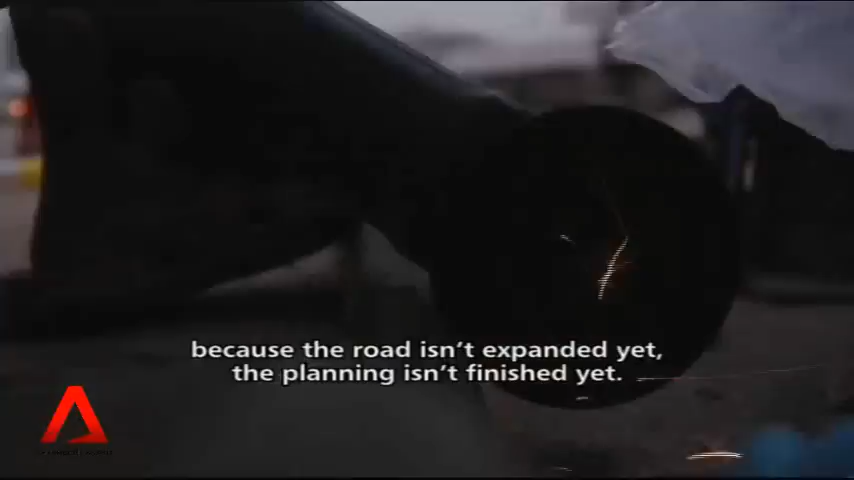 because the road isn't expanded yet,
the planning isn't finished yet.